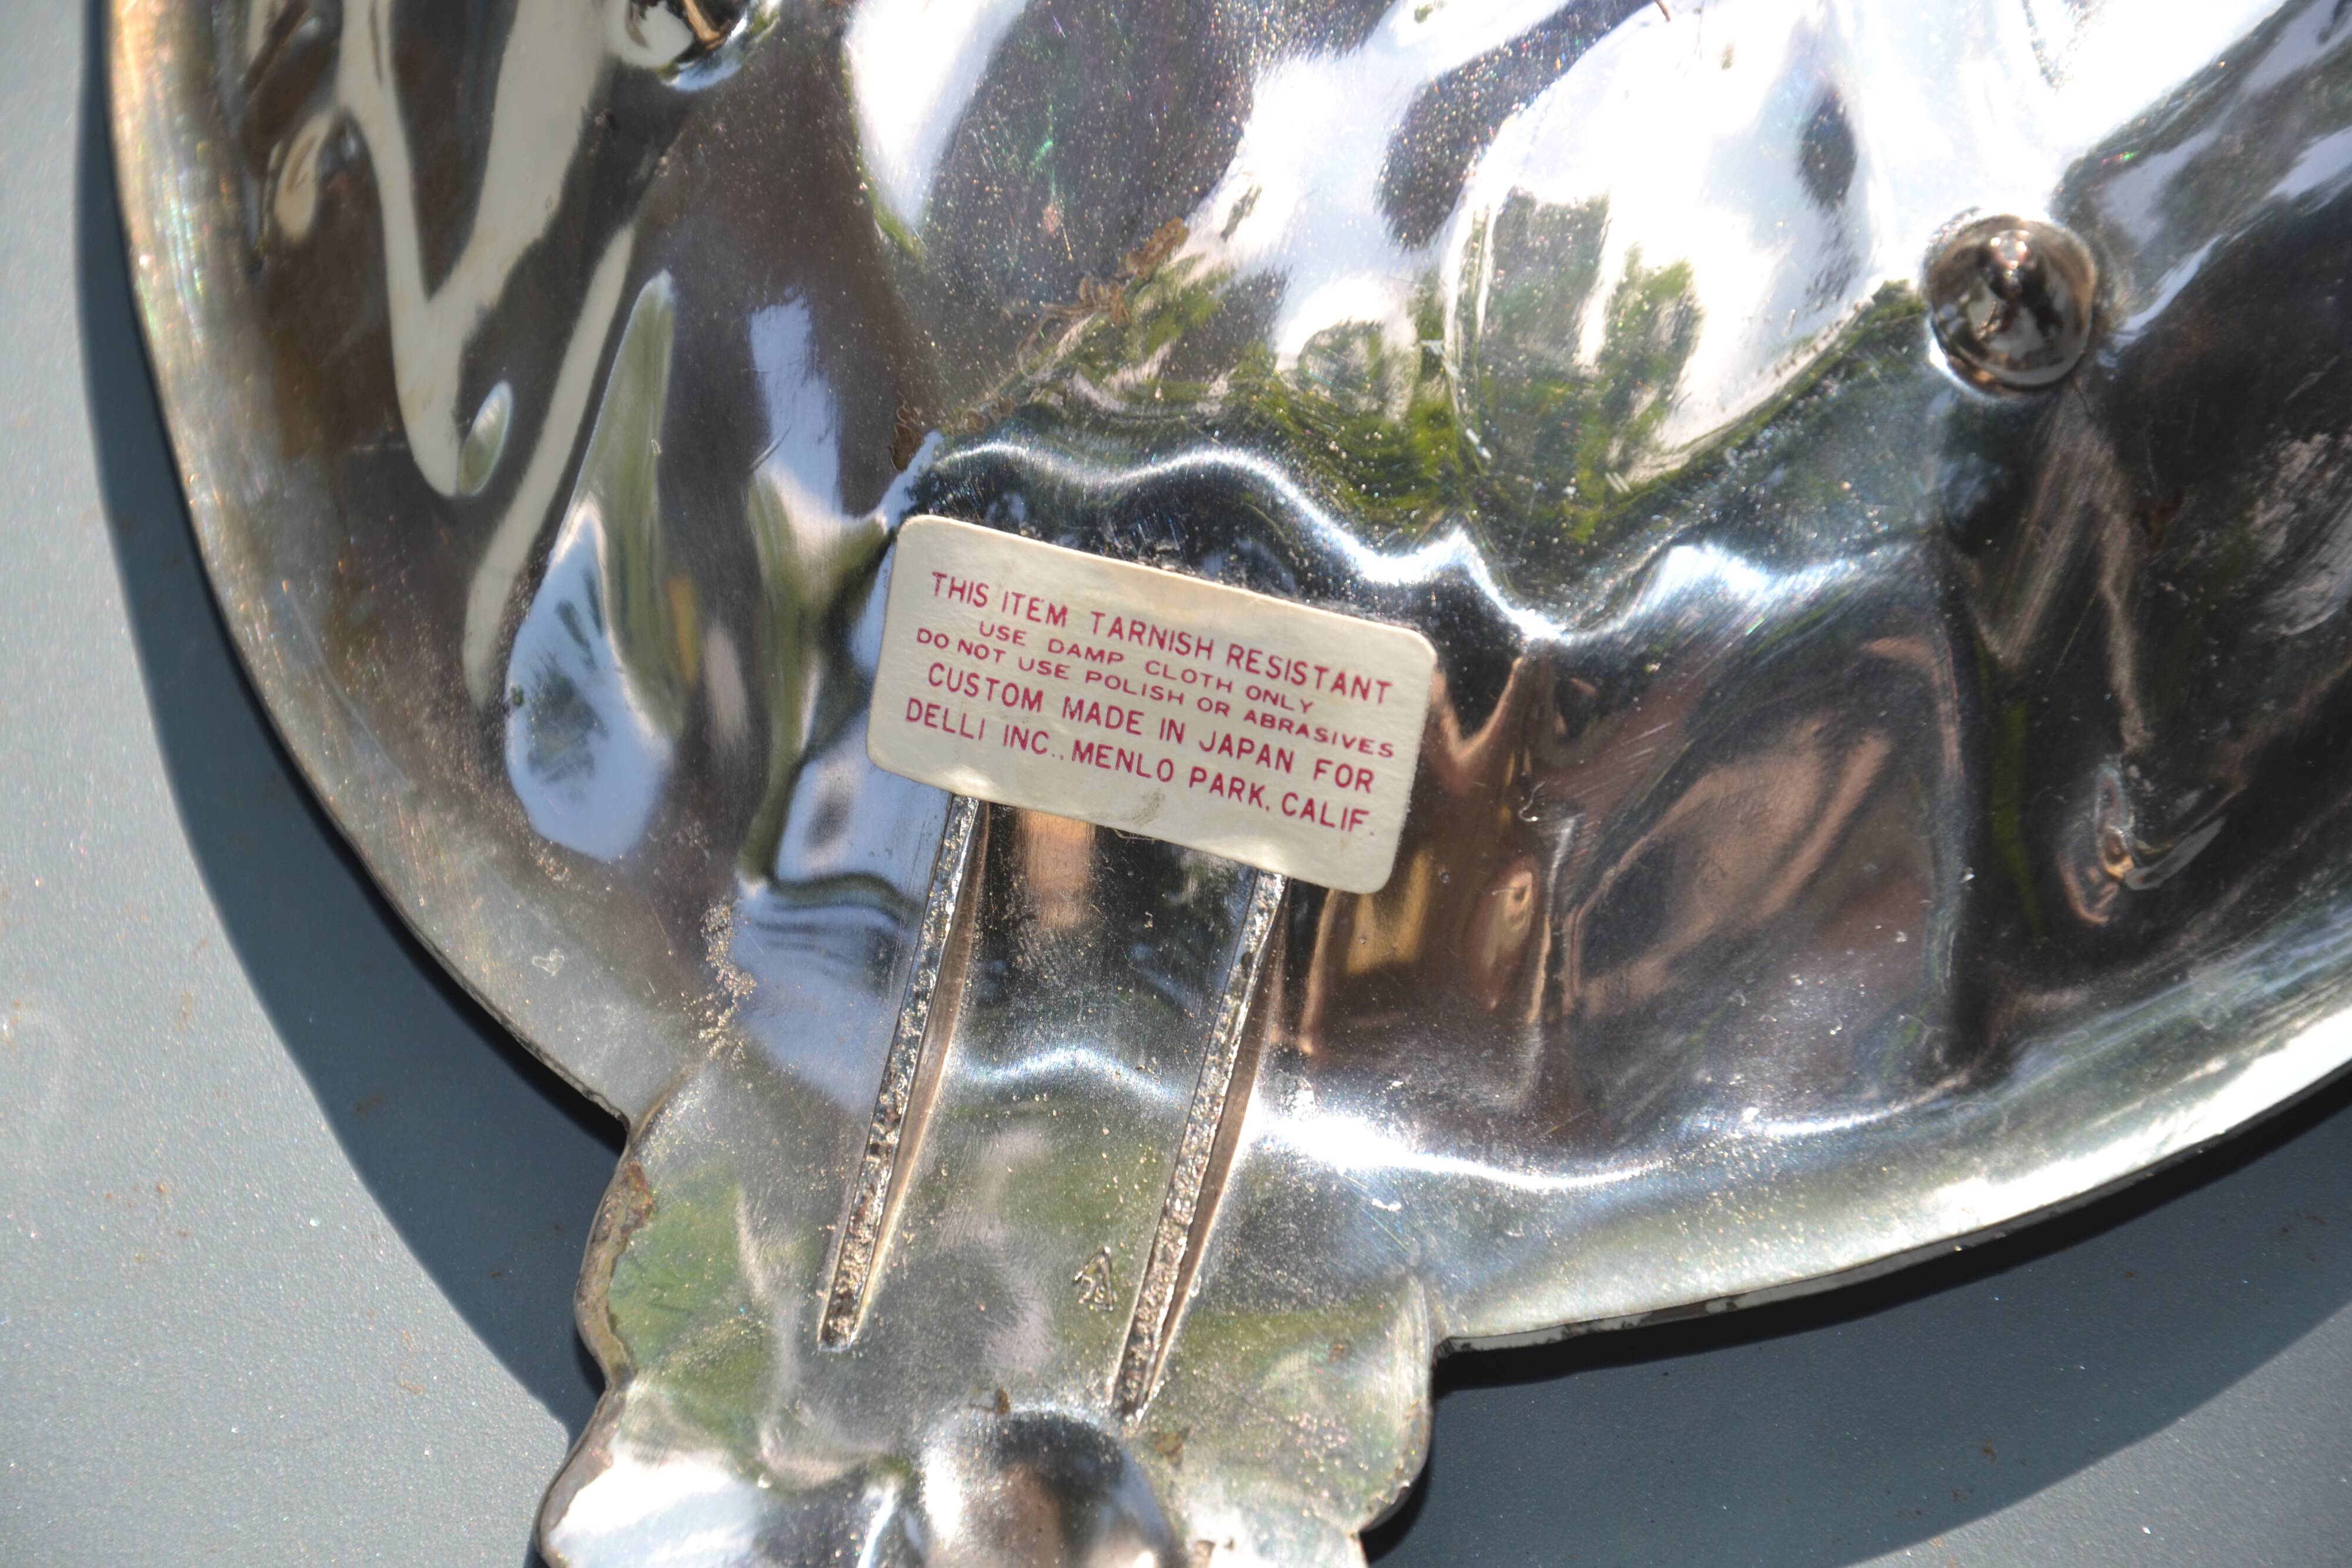 THIS ITEM TARNISH RESISTANT
USE DAMP CLOTH ONLY
DO NOT USE POLISH OR ABRASIVES
CUSTOM MADE IN JAPAN FOR
DELLI INC., MENLO PARK, CALIF.